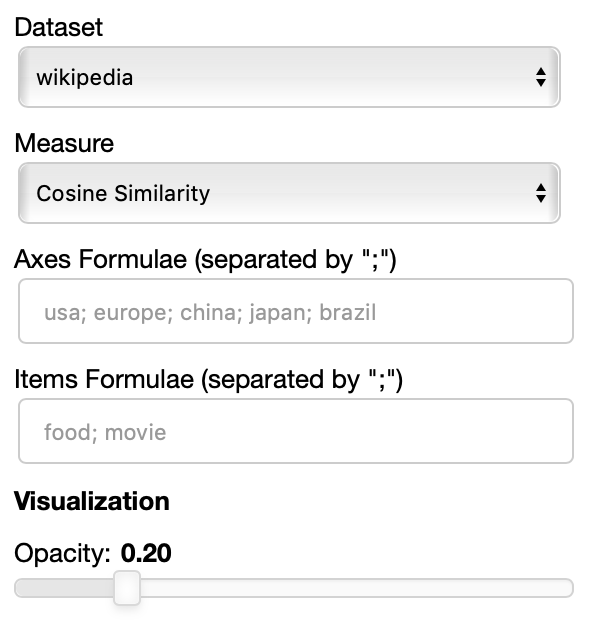 Dataset
wikipedia
Measure
Cosine Similarity
Axes Formulae (separated by ";")
usa; europe; china; japan; brazil
Items Formulae (separated by ";")
food; movie
Visualization
Opacity: 0.20